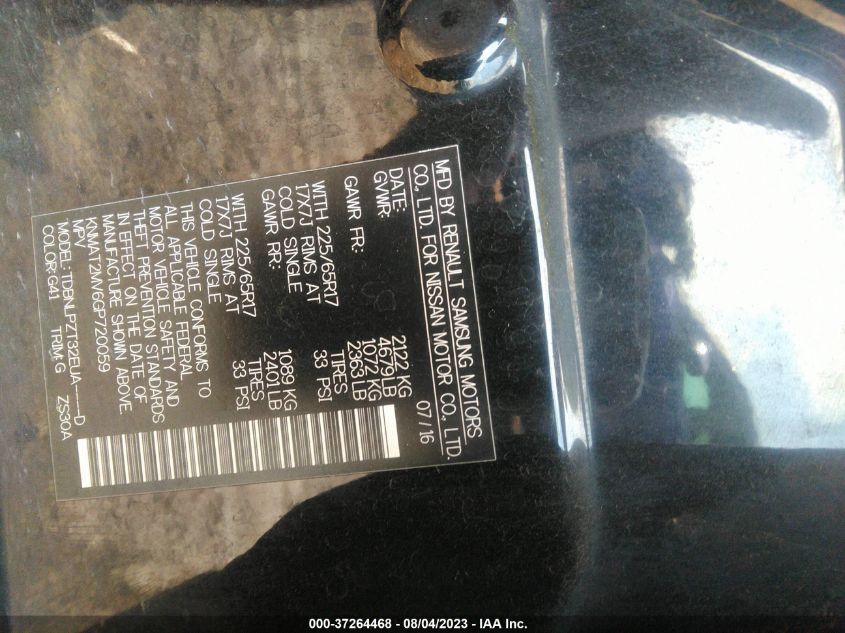 MFD BY RENAULT SAMSUNG MOTORS
CO., LTD. FOR NISSAN MOTOR CO., LTD.
DATE: 07/16
GVWR: 2122 KG
4679LB
GAWR FR: 1072 KG
2363 LB
WITH 225/65R17 TIRES
17X7J RIMS AT 33 PSI
COLD SINGLE
GAWR RR: 1089 KG
2401 LB
WITH 225/65R17 TIRES
17X7J RIMS AT 33 PSI
COLD SINGLE
THIS VEHICLE CONFORMS TO
ALL APPLICABLE FEDERAL
MOTOR VEHICLE SAFETY AND
THEFT PREVENTION STANDARDS
IN EFFECT ON THE DATE OF
MANUFACTURE SHOWN ABOVE
KNMAT2MV6GP720059
MPV
MODEL: TDBNLPZT32EUA-----D
COLOR:G41 TRIM:G ZS30A
000-37264468 - 08/04/2023 - IAA Inc.